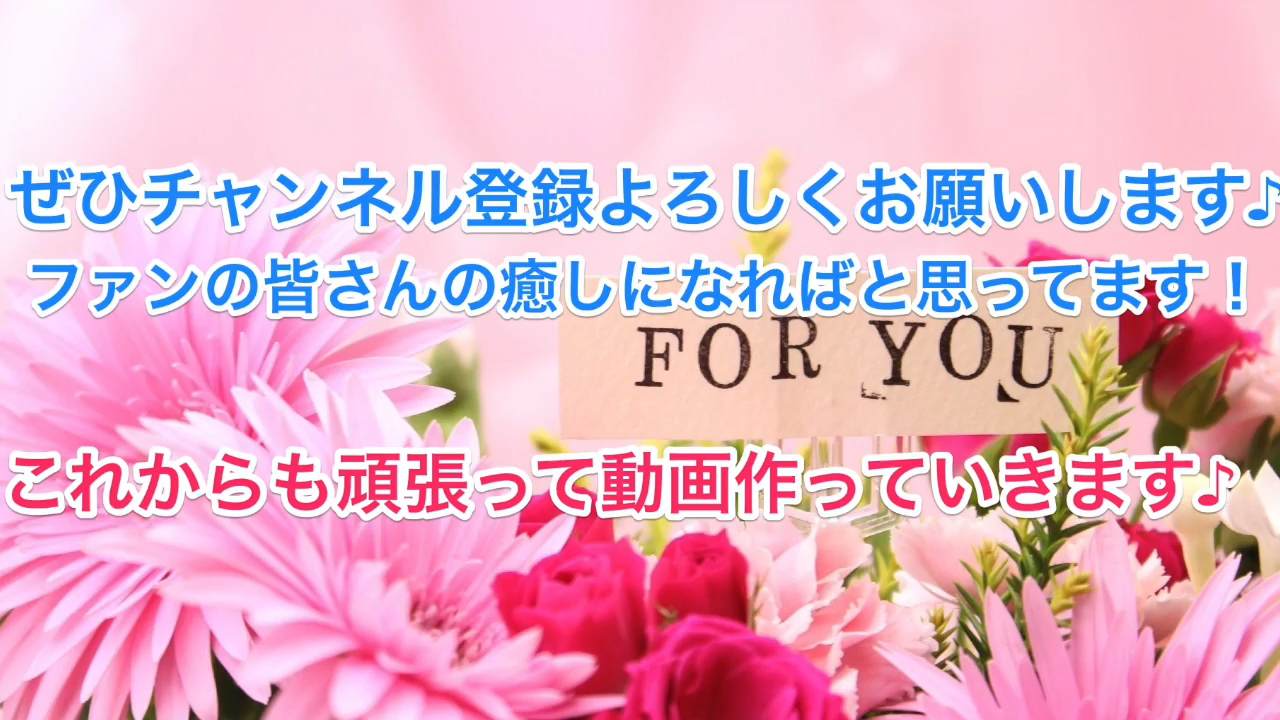 ぜひチャンネル登録よろしくお願いします♪
ファンの皆さんの癒しになればと思ってます！
FOR YOU
これからも頑張って動画作っていきます♪